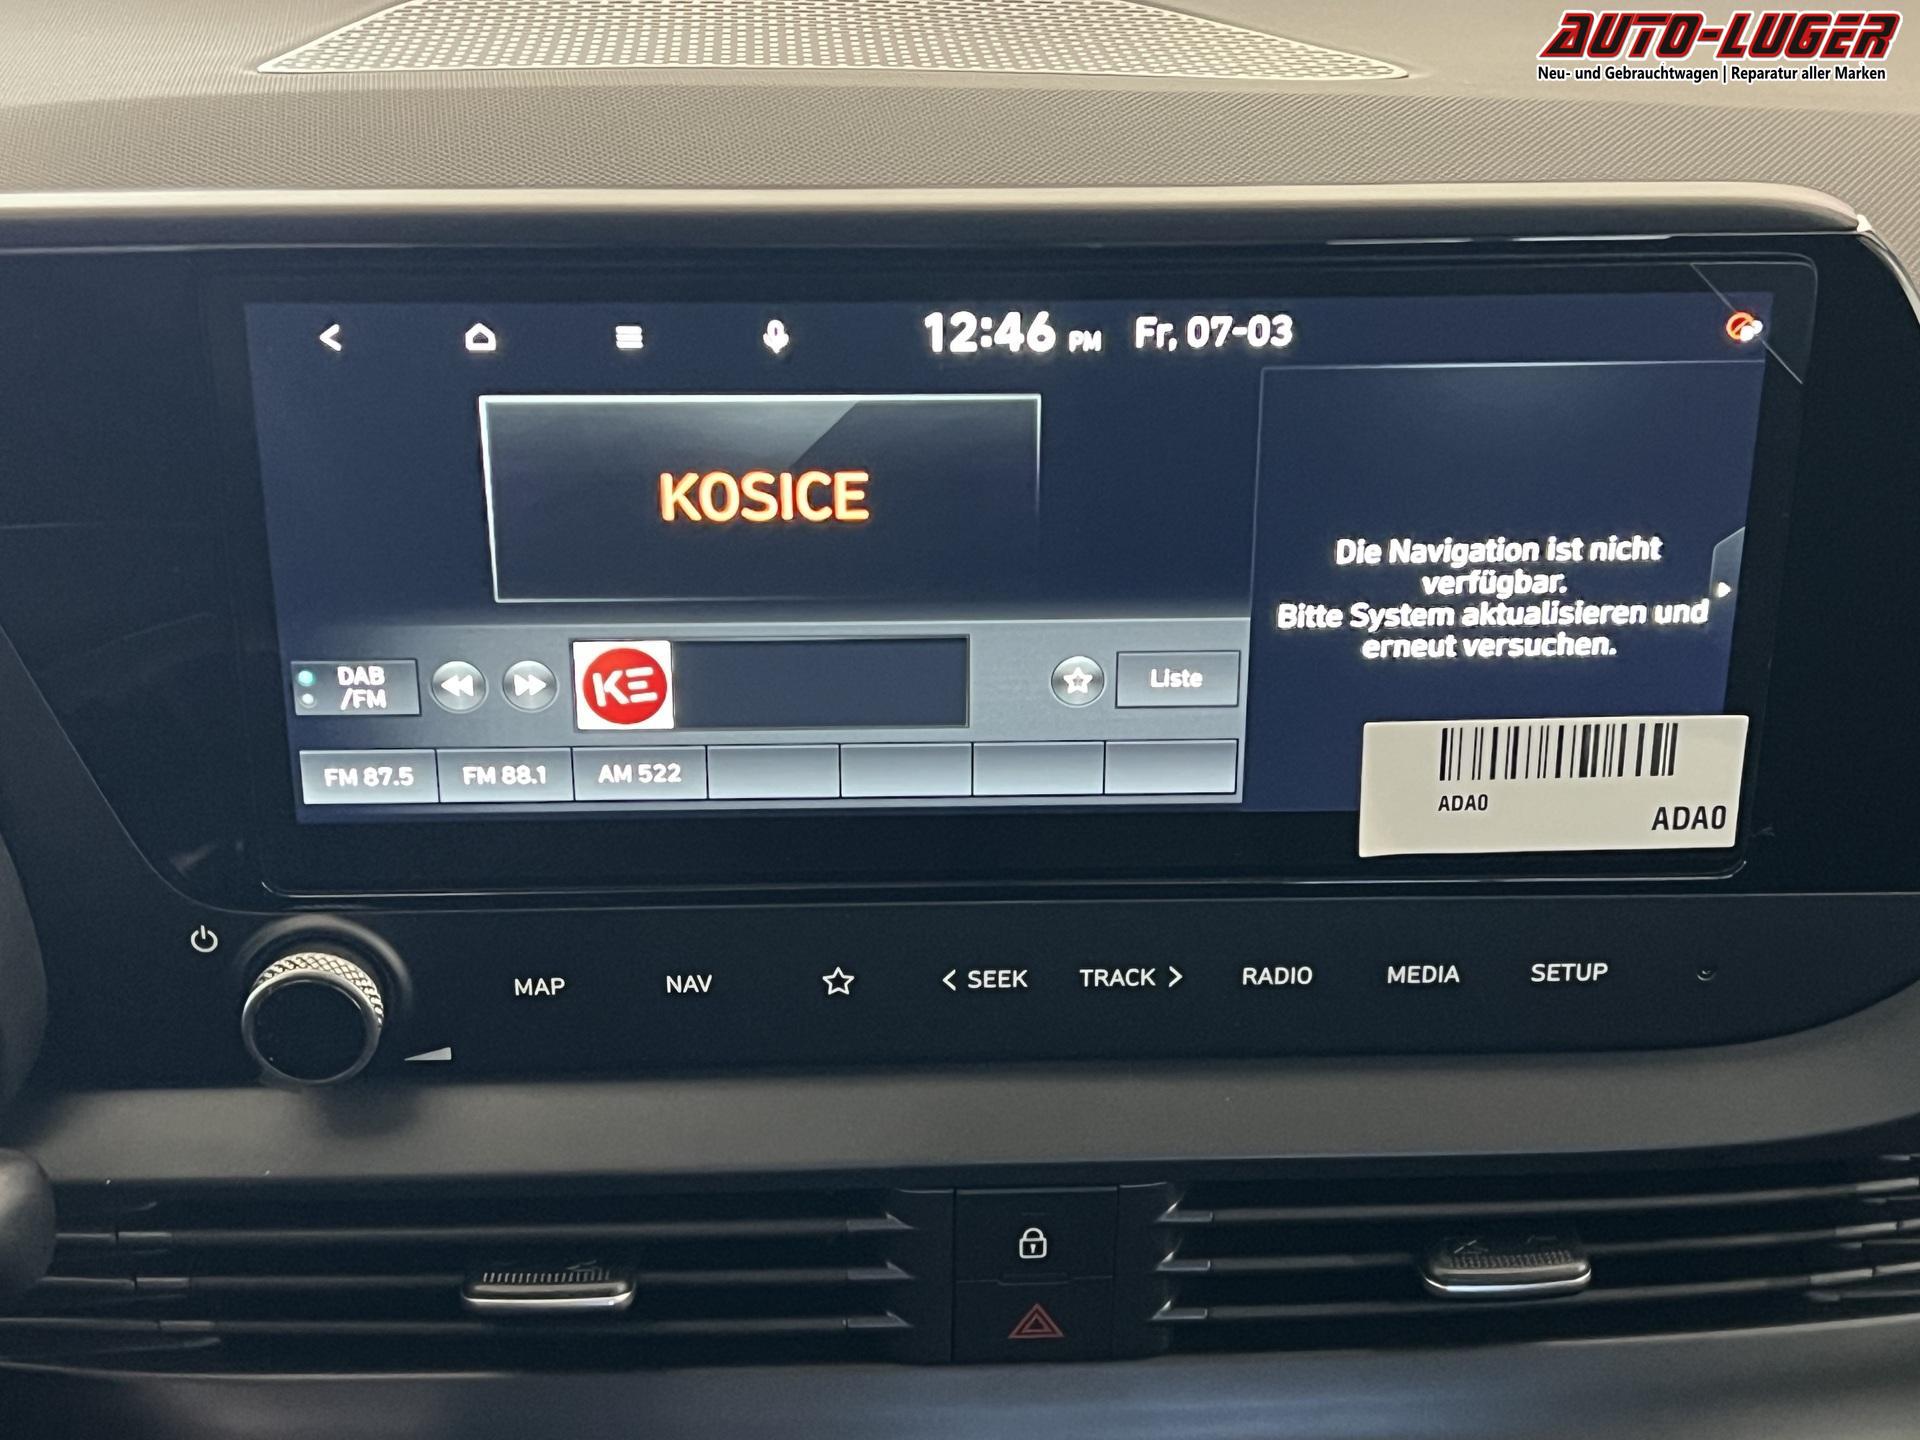 AUTO-LUGER
Neu- und Gebrauchtwagen | Reparatur aller Marken
12:46 PM Fr, 07-03
KOSICE
Die Navigation ist nicht
verfügbar.
Bitte System aktualisieren und
erneut versuchen.
DAB
/FM
KE
Liste
FM 87.5 FM 88.1 AM 522
ADA0
ADA0
MAP NAV < SEEK TRACK > RADIO MEDIA SETUP